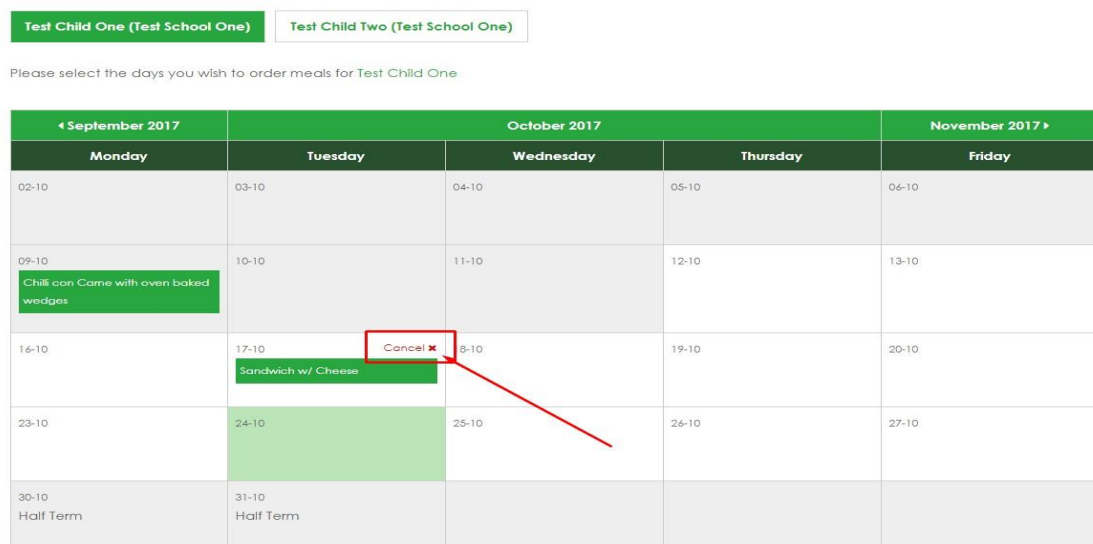 Test Child One (Test School One)
Test Child Two (Test School One)
Please select the days you wish to order meals for Test Child One
September 2017
October 2017
November 2017
Monday
Tuesday
Wednesday
Thursday
Friday
02-10
03-10
04-10
05-10
06-10
09-10
Chilli con Carne with oven baked
wedges
10-10
11-10
12-10
13-10
16-10
17-10
Cancel ×
Sandwich w/ Cheese
8-10
19-10
20-10
23-10
24-10
25-10
26-10
27-10
30-10
Half Term
31-10
Half Term